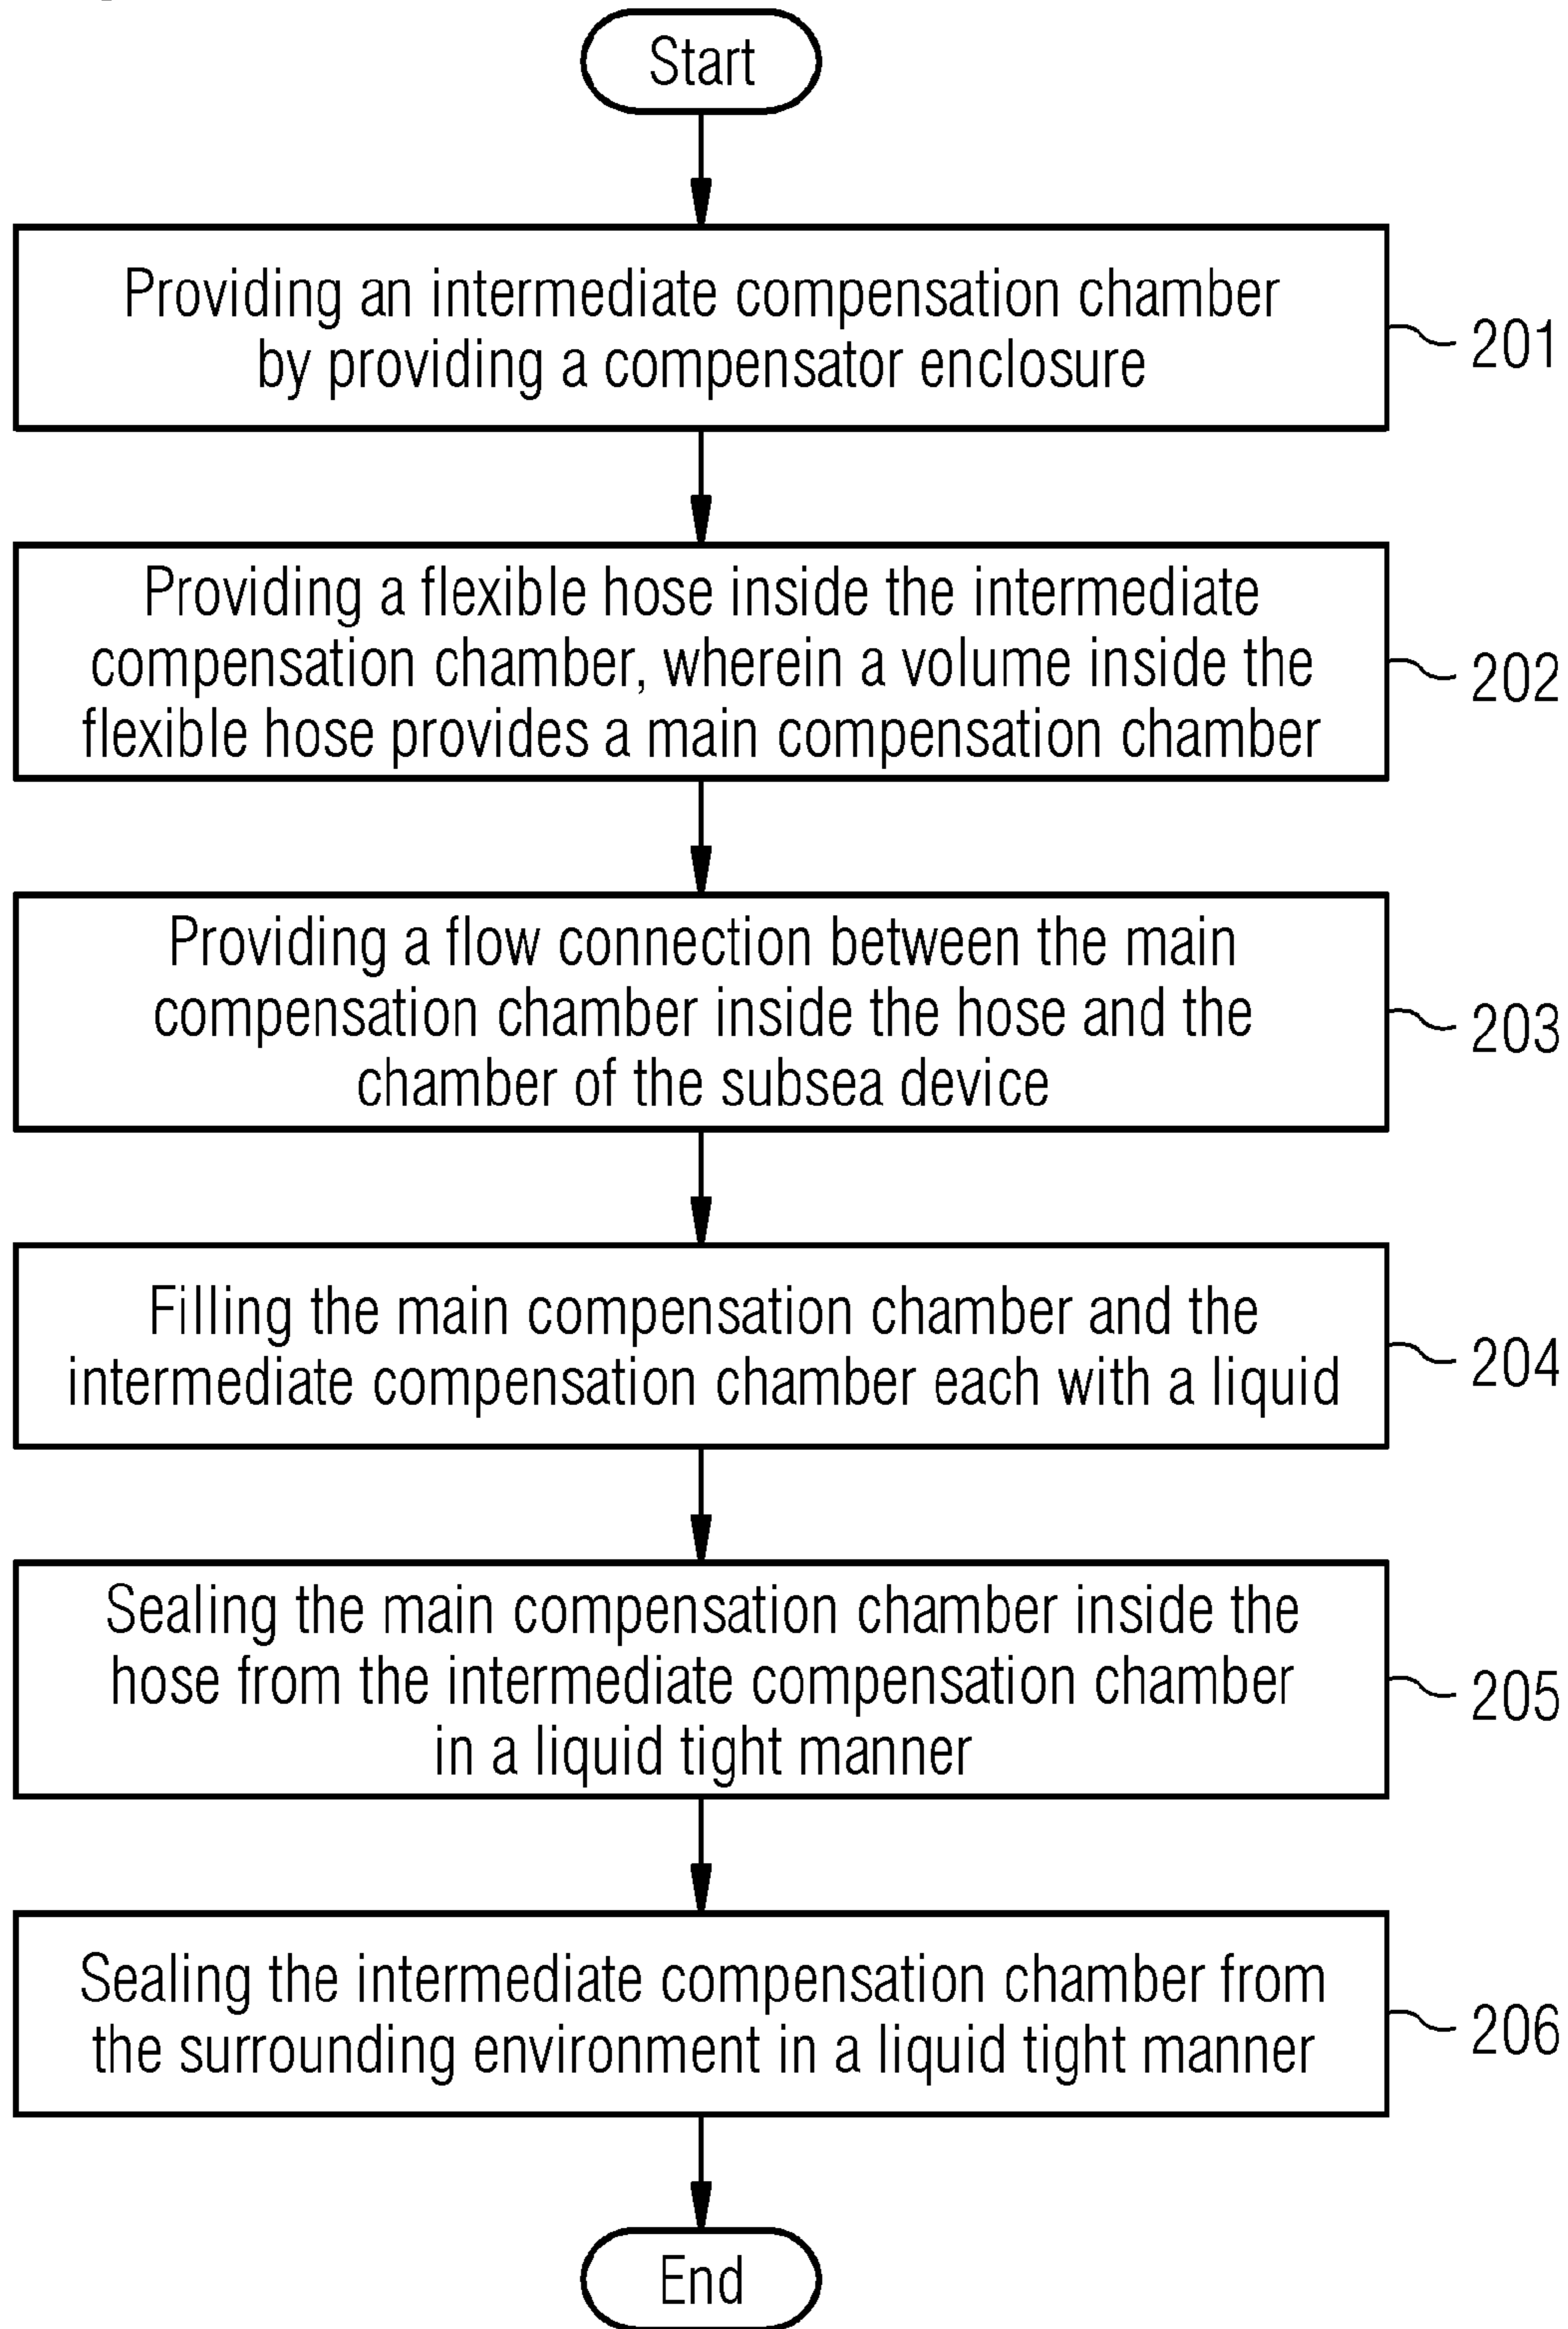 Start
Providing an intermediate compensation chamber
by providing a compensator enclosure
201
Providing a flexible hose inside the intermediate
compensation chamber, wherein a volume inside the
flexible hose provides a main compensation chamber
202
Providing a flow connection between the main
compensation chamber inside the hose and the
chamber of the subsea device
203
Filling the main compensation chamber and the
intermediate compensation chamber each with a liquid
204
Sealing the main compensation chamber inside the
hose from the intermediate compensation chamber
in a liquid tight manner
205
Sealing the intermediate compensation chamber from
the surrounding environment in a liquid tight manner
206
End